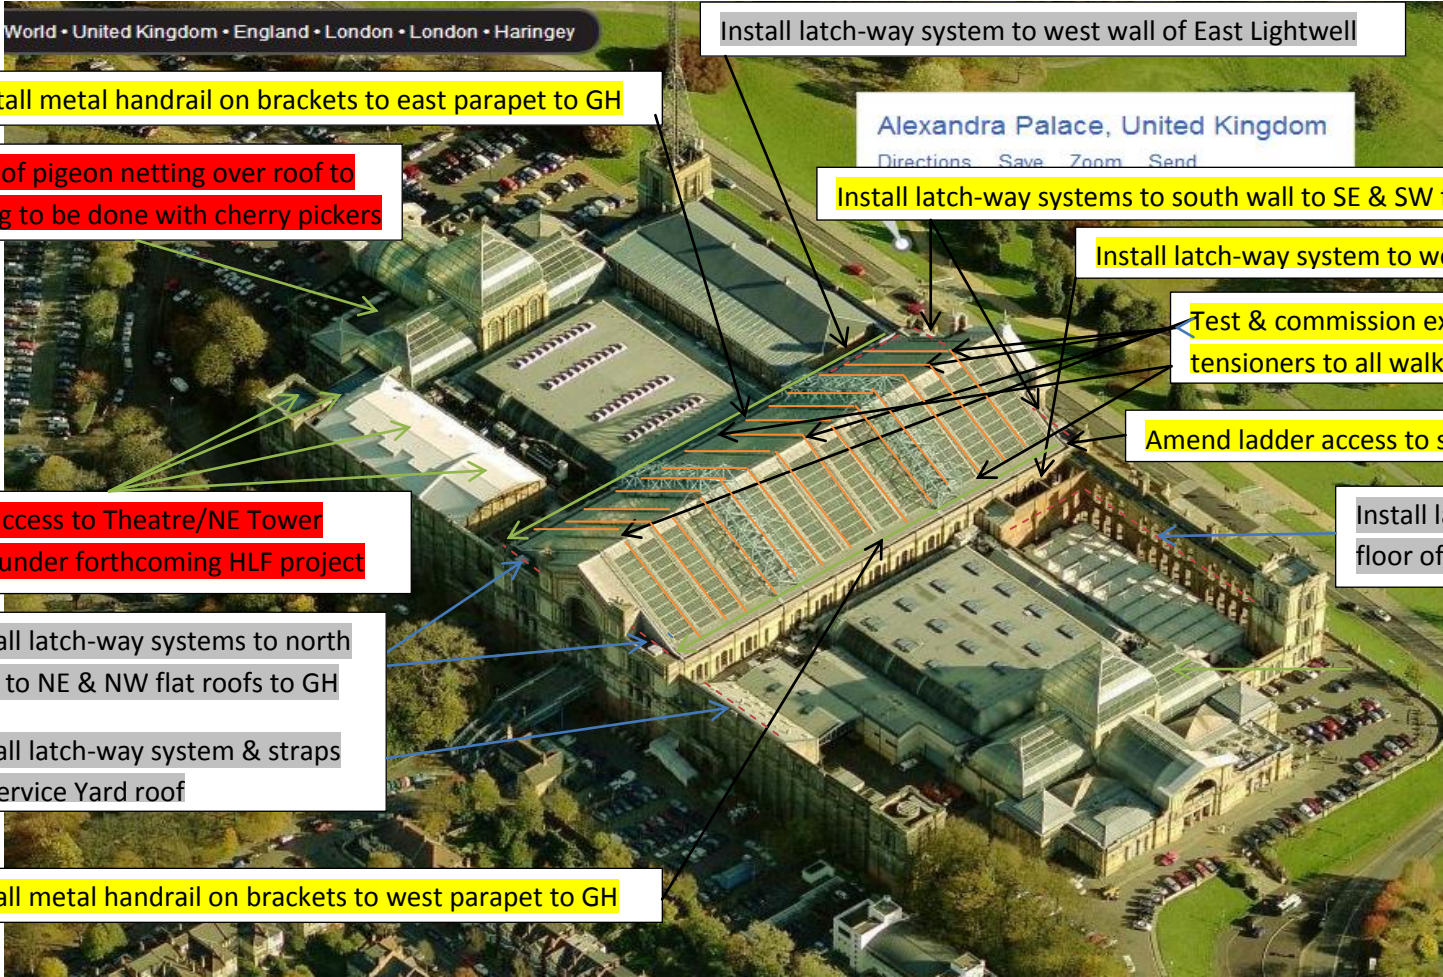 World • United Kingdom • England • London • London • Haringey
Install latch-way system to west wall of East Lightwell
tall metal handrail on brackets to east parapet to GH
Alexandra Palace, United Kingdom
Directions Save Zoom Send
of pigeon netting over roof to
g to be done with cherry pickers
Install latch-way systems to south wall to SE & SW
Install latch-way system to we
Test & commission ex
tensioners to all walk
Amend ladder access to s
ccess to Theatre/NE Tower
under forthcoming HLF project
Install l
floor of
all latch-way systems to north
to NE & NW flat roofs to GH
all latch-way system & straps
ervice Yard roof
all metal handrail on brackets to west parapet to GH